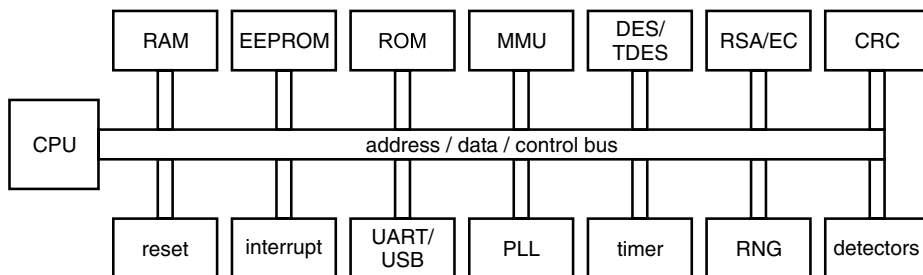 RAM
EEPROM
ROM
MMU
DES/
TDES
RSA/EC
CRC
CPU
address / data / control bus
reset
interrupt
UART/
USB
PLL
timer
RNG
detectors